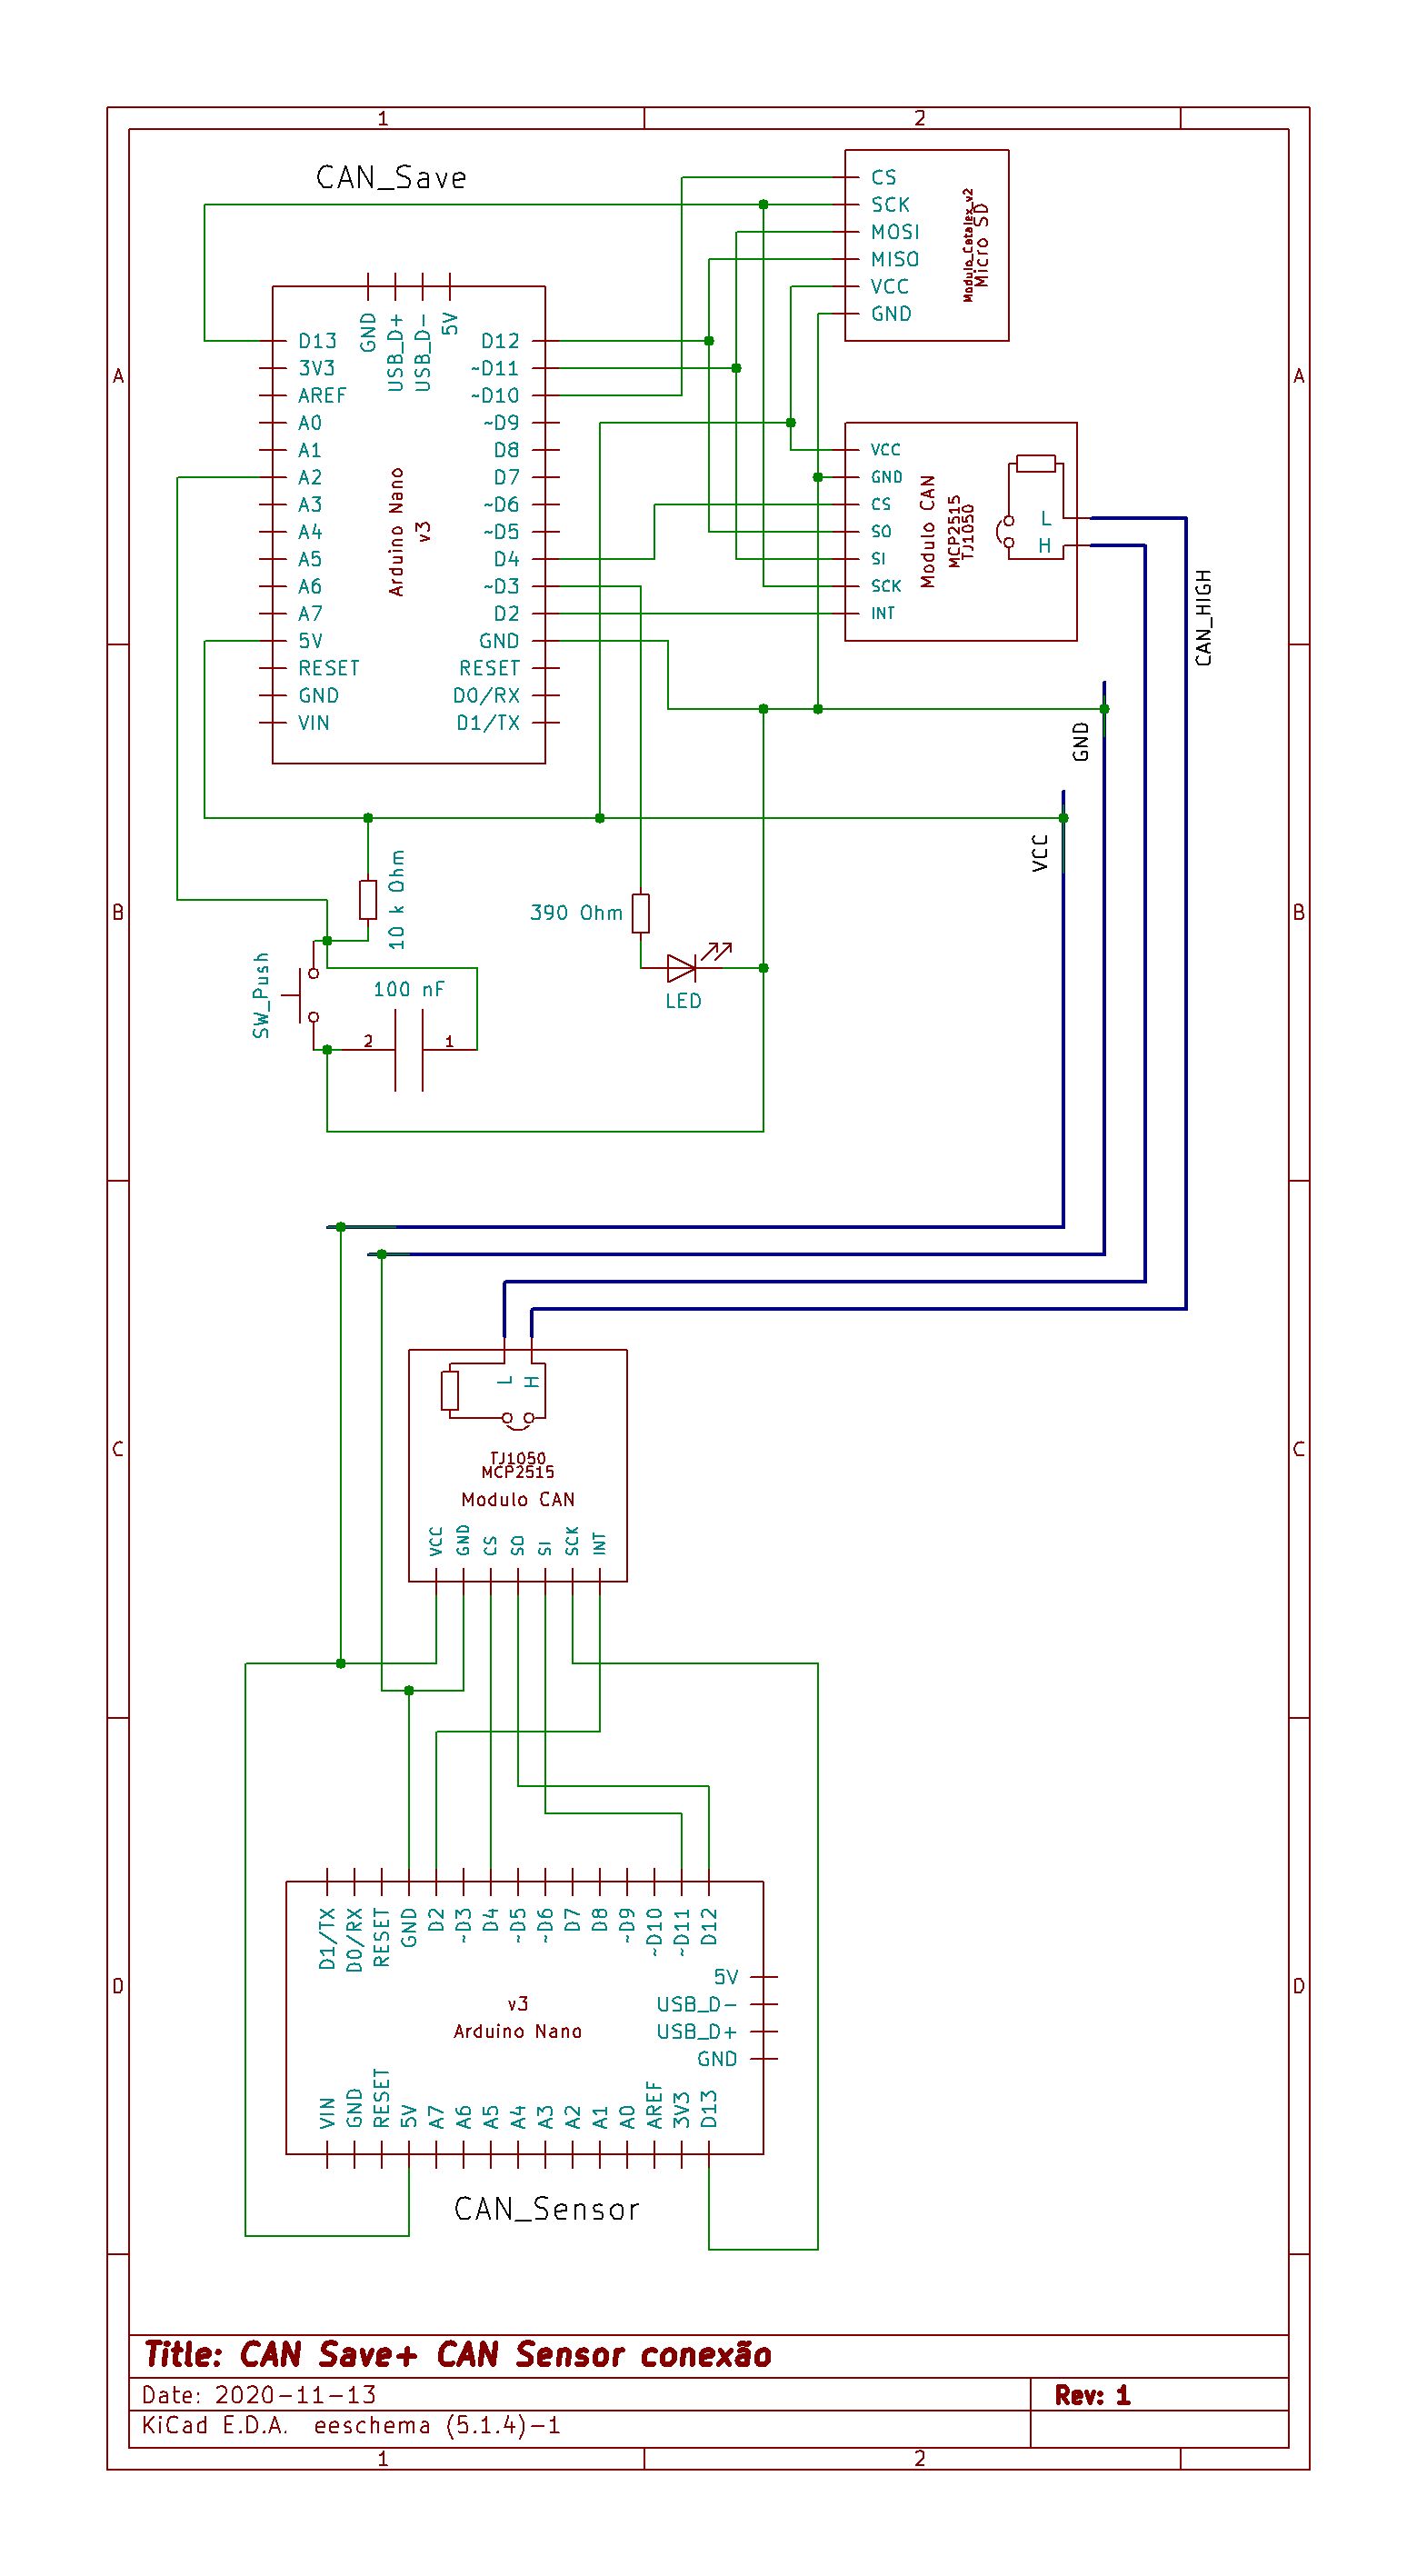 1
2
CAN_Save
CS
SCK
MOSI
MISO
VCC
GND
Modulo_Catalex_v2
Micro SD
GND
USB_D+
USB_D-
5V
D13
3V3
AREF
A0
A1
A2
A3
A4
A5
A6
A7
5V
RESET
GND
VIN
Arduino Nano
v3
D12
~D11
~D10
~D9
D8
D7
~D6
~D5
D4
~D3
D2
GND
RESET
D0/RX
D1/TX
A
A
VCC
GND
CS
SO
SI
SCK
INT
Modulo CAN
MCP2515
TJ1050
L
H
CAN_HIGH
GND
VCC
B
B
10 k Ohm
390 Ohm
SW_Push
100 nF
2
1
LED
L
H
TJ1050
MCP2515
Modulo CAN
VCC
GND
CS
SO
SI
SCK
INT
C
C
D1/TX
D0/RX
RESET
GND
D2
~D3
D4
~D5
~D6
D7
D8
~D9
~D10
~D11
D12
5V
USB_D-
USB_D+
GND
v3
Arduino Nano
D
D
VIN
GND
RESET
5V
A7
A6
A5
A4
A3
A2
A1
A0
AREF
3V3
D13
CAN_Sensor
Title: CAN Save+ CAN Sensor conexão
Date: 2020-11-13
Rev: 1
KiCad E.D.A. eeschema (5.1.4)-1
1
2